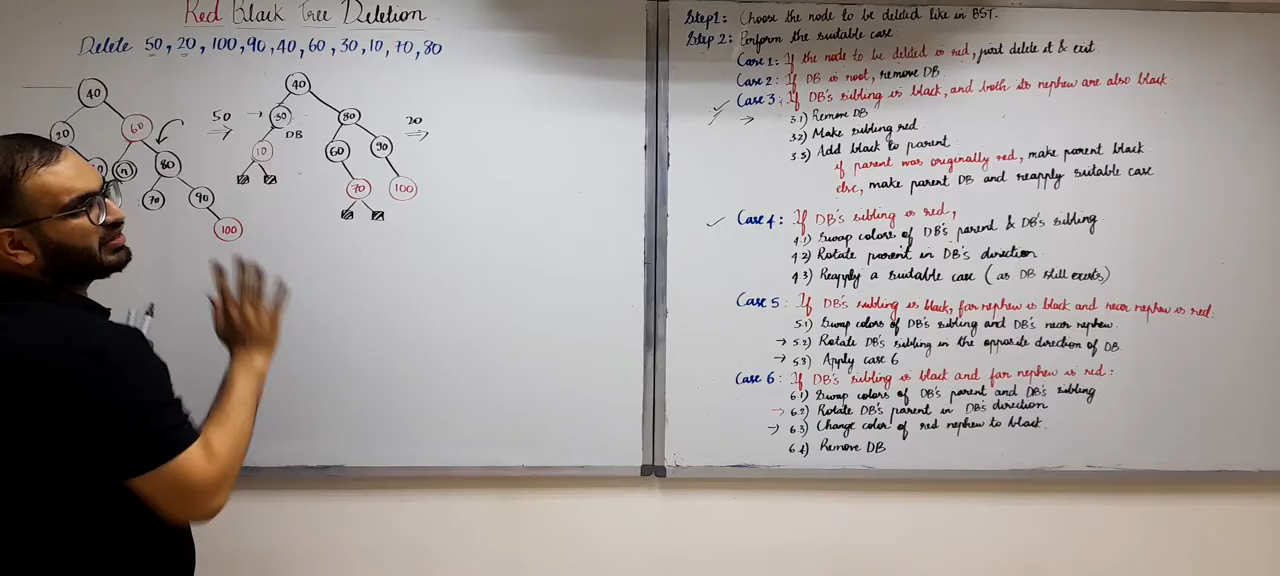 Red Black Tree Deletion
Delete 50, 20, 100, 90, 40, 60, 30, 10, 70, 80
40
20
60
n
80
70
90
100
50
40
30
DB
10
80
60
90
70
100
20
Step 1: Choose the node to be deleted like in BST.
Step 2: Perform the suitable case.
Case 1: If the node to be deleted is red, just delete it & exit.
Case 2: If DB is root, remove DB.
Case 3: If DB's sibling is black, and both its nephew are also black.
3.1) Remove DB
3.2) Make sibling red
3.3) Add black to parent.
if parent was originally red, make parent black.
else, make parent DB and reapply suitable case.
Case 4: If DB's sibling is red,
4.1) Swap colors of DB's parent & DB's sibling
4.2) Rotate parent in DB's direction
4.3) Reapply a suitable case (as DB still exists)
Case 5: If DB's sibling is black, far nephew is black and near nephew is red.
5.1) Swap colors of DB's sibling and DB's near nephew.
5.2) Rotate DB's sibling in the opposite direction of DB.
5.3) Apply case 6
Case 6: If DB's sibling is black and far nephew is red:
6.1) Swap colors of DB's parent and DB's sibling
6.2) Rotate DB's parent in DB's direction
6.3) Change color of red nephew to black.
6.4) Remove DB